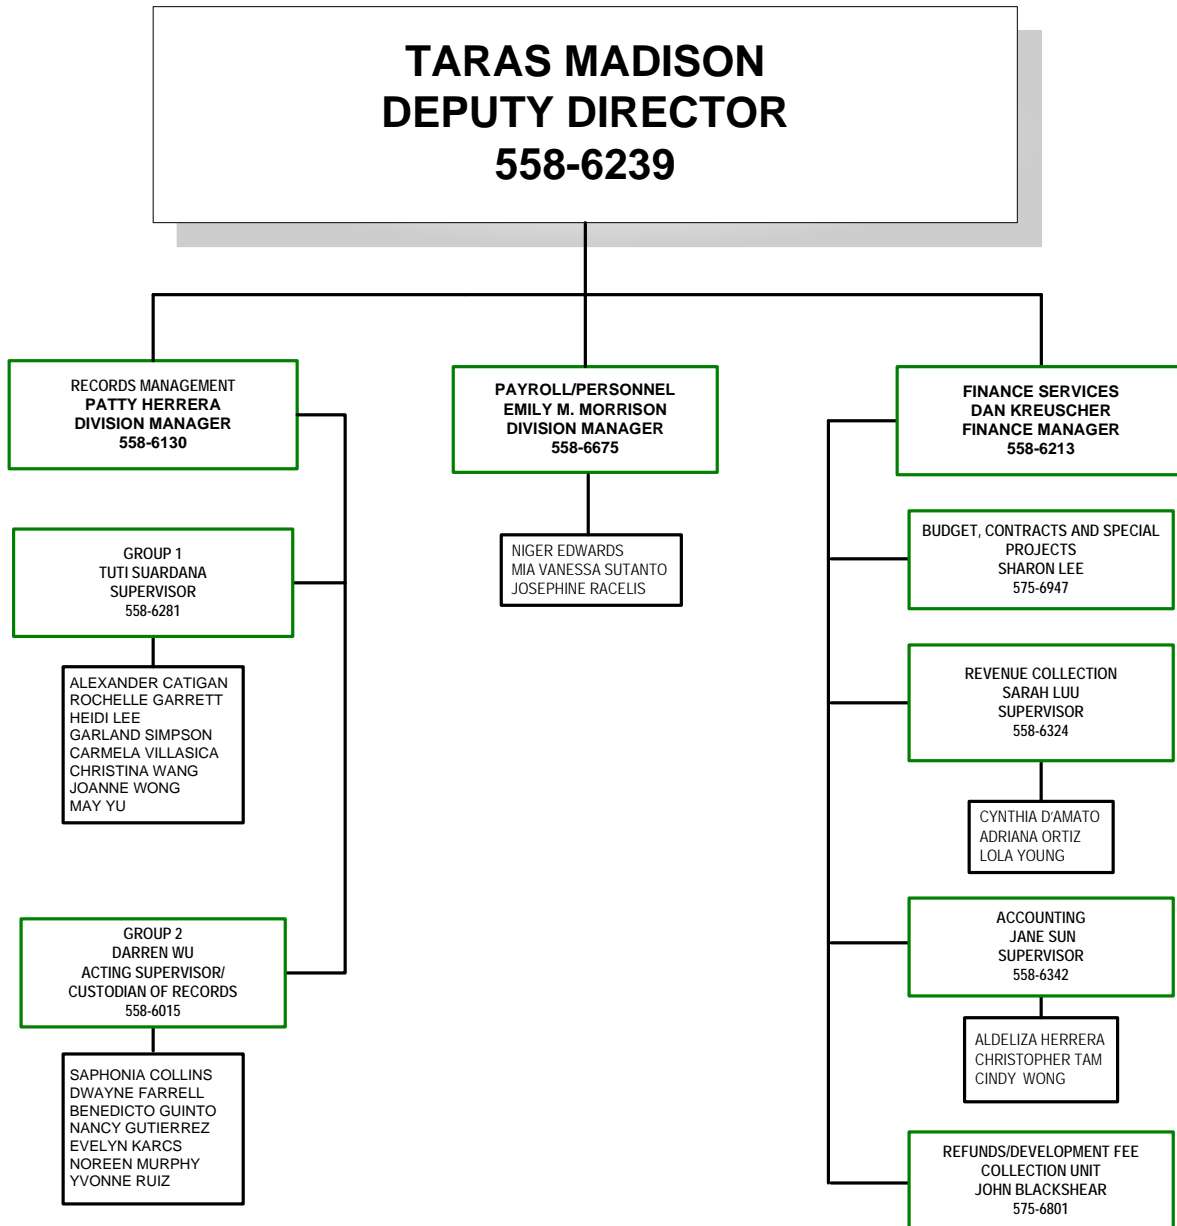 TARAS MADISON
DEPUTY DIRECTOR
558-6239
RECORDS MANAGEMENT
PATTY HERRERA
DIVISION MANAGER
558-6130
GROUP 1
TUTI SUARDANA
SUPERVISOR
558-6281
ALEXANDER CATIGAN
ROCHELLE GARRETT
HEIDI LEE
GARLAND SIMPSON
CARMELA VILLASICA
CHRISTINA WANG
JOANNE WONG
MAY YU
GROUP 2
DARREN WU
ACTING SUPERVISOR/
CUSTODIAN OF RECORDS
558-6015
SAPHONIA COLLINS
DWAYNE FARRELL
BENEDICTO GUINTO
NANCY GUTIERREZ
EVELYN KARCS
NOREEN MURPHY
YVONNE RUIZ
PAYROLL/PERSONNEL
EMILY M. MORRISON
DIVISION MANAGER
558-6675
NIGER EDWARDS
MIA VANESSA SUTANTO
JOSEPHINE RACELIS
FINANCE SERVICES
DAN KREUSCHER
FINANCE MANAGER
558-6213
BUDGET, CONTRACTS AND SPECIAL
PROJECTS
SHARON LEE
575-6947
REVENUE COLLECTION
SARAH LUU
SUPERVISOR
558-6324
CYNTHIA D'AMATO
ADRIANA ORTIZ
LOLA YOUNG
ACCOUNTING
JANE SUN
SUPERVISOR
558-6342
ALDELIZA HERRERA
CHRISTOPHER TAM
CINDY WONG
REFUNDS/DEVELOPMENT FEE
COLLECTION UNIT
JOHN BLACKSHEAR
575-6801